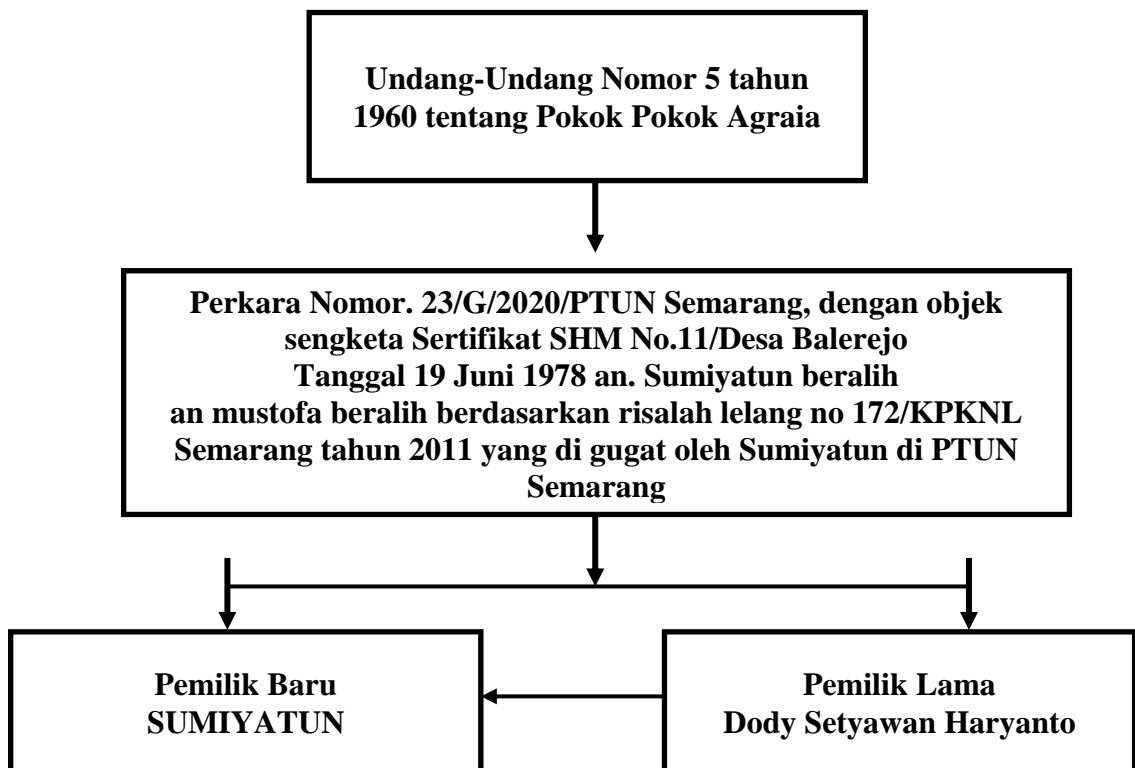 Undang-Undang Nomor 5 tahun
1960 tentang Pokok Pokok Agraia
Perkara Nomor. 23/G/2020/PTUN Semarang, dengan objek
sengketa Sertifikat SHM No.11/Desa Balerejo
Tanggal 19 Juni 1978 an. Sumiyatun beralih
an mustofa beralih berdasarkan risalah lelang no 172/KPKNL
Semarang tahun 2011 yang di gugat oleh Sumiyatun di PTUN
Semarang
Pemilik Baru
SUMIYATUN
Pemilik Lama
Dody Setyawan Haryanto